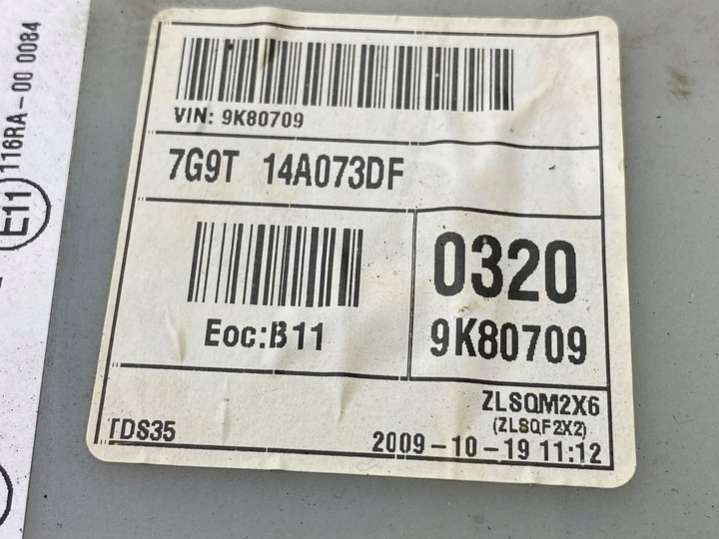 VIN: 9K80709
7G9T 14A073DF
0320
Eoc:B11
9K80709
ZLSQM2X6
(ZLSQF2X2)
TDS35
2009-10-19 11:12
116RA-00 0084
E11